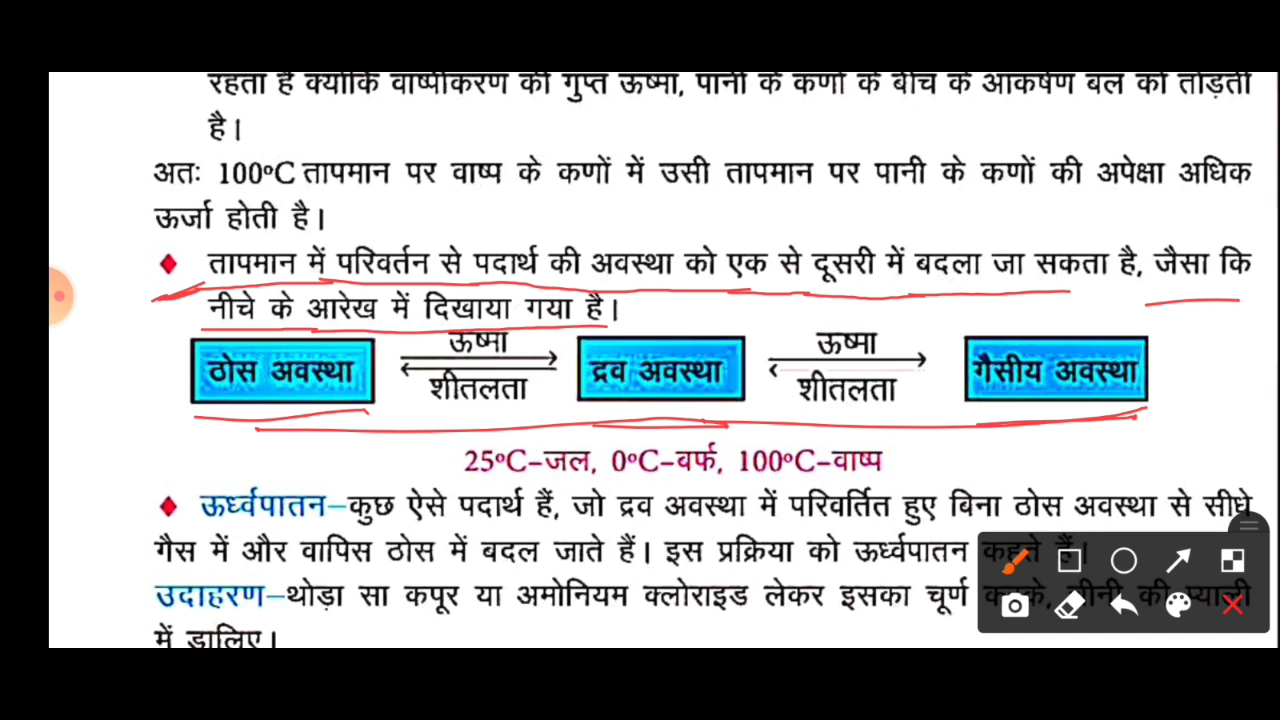 रहता है क्योंकि वाष्पीकरण की गुप्त ऊष्मा, पानी के कणों के बीच के आकर्षण बल को तोड़ती
है।
अतः 100°C तापमान पर वाष्प के कणों में उसी तापमान पर पानी के कणों की अपेक्षा अधिक
ऊर्जा होती है।
तापमान में परिवर्तन से पदार्थ की अवस्था को एक से दूसरी में बदला जा सकता है, जैसा कि
नीचे के आरेख में दिखाया गया है।
ठोस अवस्था ऊष्मा शीतलता द्रव अवस्था ऊष्मा शीतलता गैसीय अवस्था
25°C–जल, 0°C–बर्फ, 100°C–वाष्प
ऊर्ध्वपातन–कुछ ऐसे पदार्थ हैं, जो द्रव अवस्था में परिवर्तित हुए बिना ठोस अवस्था से सीधे
गैस में और वापिस ठोस में बदल जाते हैं। इस प्रक्रिया को ऊर्ध्वपातन कहते हैं।
उदाहरण–थोड़ा सा कपूर या अमोनियम क्लोराइड लेकर इसका चूर्ण करके, चीनी की प्याली
में डालिए।